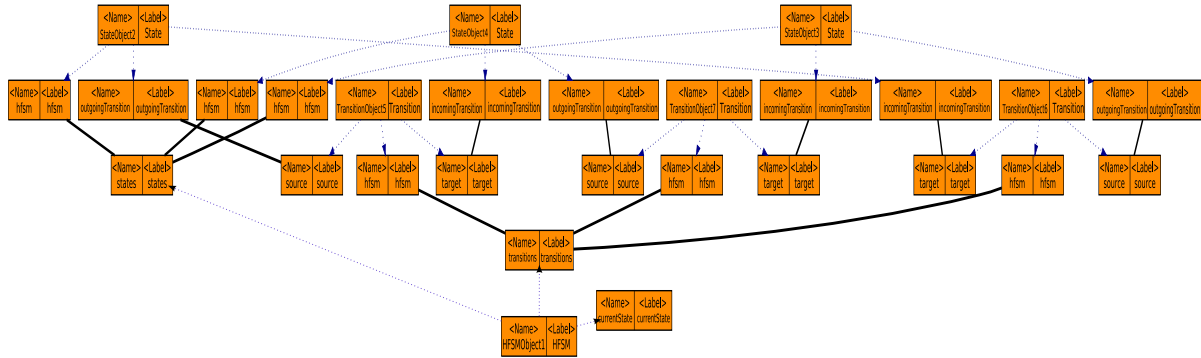 <Name> <Label>
StateObject2 State
<Name> <Label>
StateObject4 State
<Name> <Label>
StateObject3 State
<Name> <Label>
hfsm hfsm
<Name> <Label>
outgoingTransition outgoingTransition
<Name> <Label>
hfsm hfsm
<Name> <Label>
hfsm hfsm
<Name> <Label>
TransitionObject5 Transition
<Name> <Label>
incomingTransition incomingTransition
<Name> <Label>
outgoingTransition outgoingTransition
<Name> <Label>
TransitionObject7 Transition
<Name> <Label>
incomingTransition incomingTransition
<Name> <Label>
incomingTransition incomingTransition
<Name> <Label>
TransitionObject6 Transition
<Name> <Label>
outgoingTransition outgoingTransition
<Name> <Label>
states states
<Name> <Label>
source source
<Name> <Label>
hfsm hfsm
<Name> <Label>
target target
<Name> <Label>
source source
<Name> <Label>
hfsm hfsm
<Name> <Label>
target target
<Name> <Label>
target target
<Name> <Label>
hfsm hfsm
<Name> <Label>
source source
<Name> <Label>
transitions transitions
<Name> <Label>
currentState currentState
<Name> <Label>
HFSMObject1 HFSM